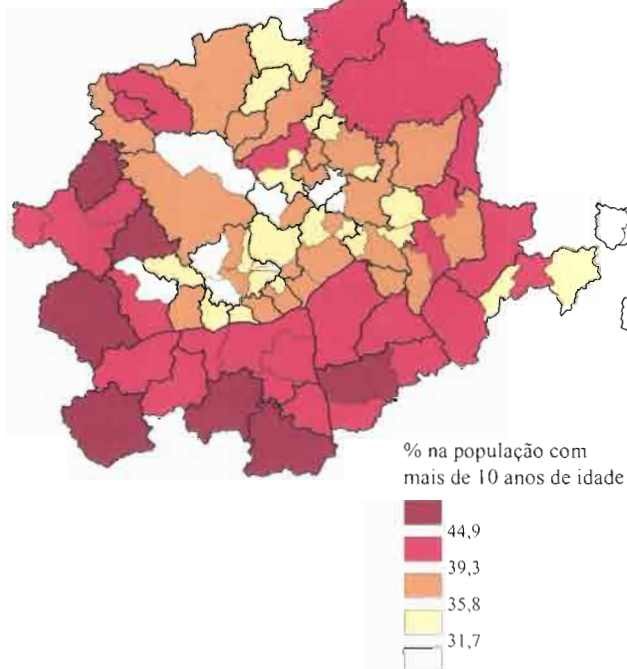 % na população com
mais de 10 anos de idade
44,9
39,3
35,8
31,7